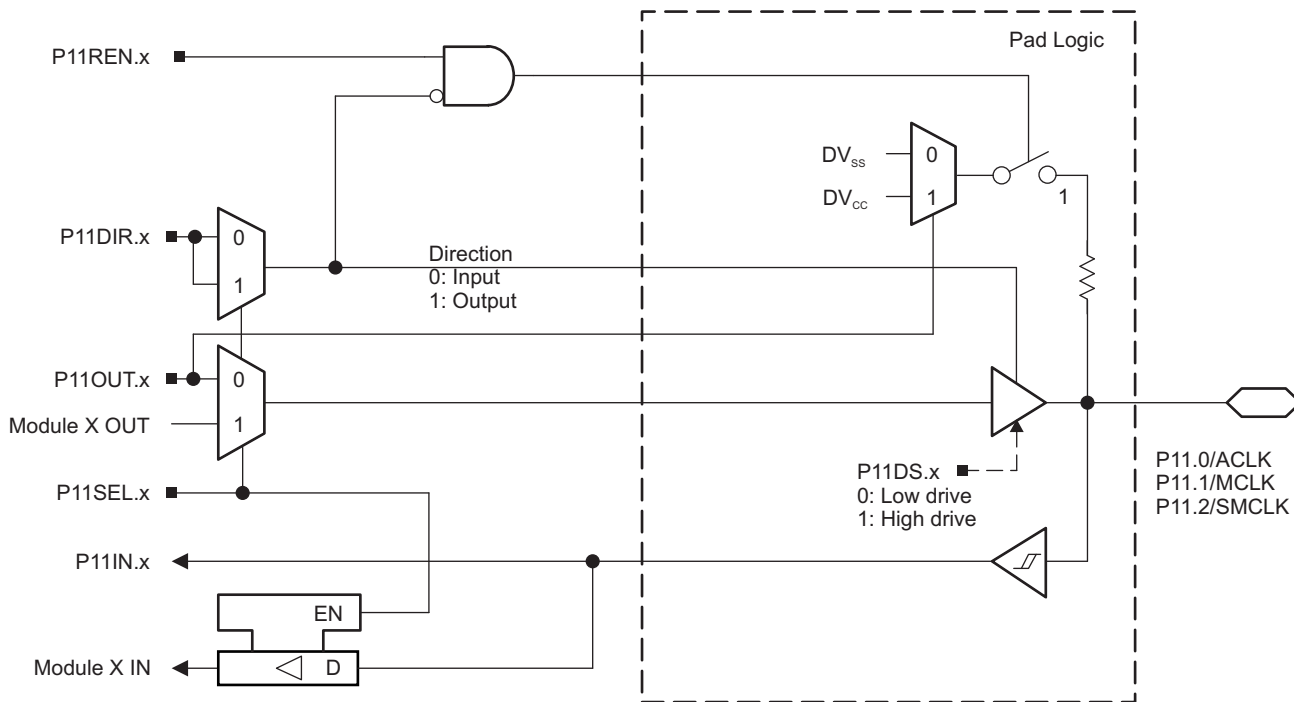 Pad Logic
P11REN.x
DVSS
0
DVCC
1
1
P11DIR.x
0
1
Direction
0: Input
1: Output
P11OUT.x
0
Module X OUT
1
P11DS.x
0: Low drive
1: High drive
P11.0/ACLK
P11.1/MCLK
P11.2/SMCLK
P11SEL.x
P11IN.x
EN
Module X IN
D